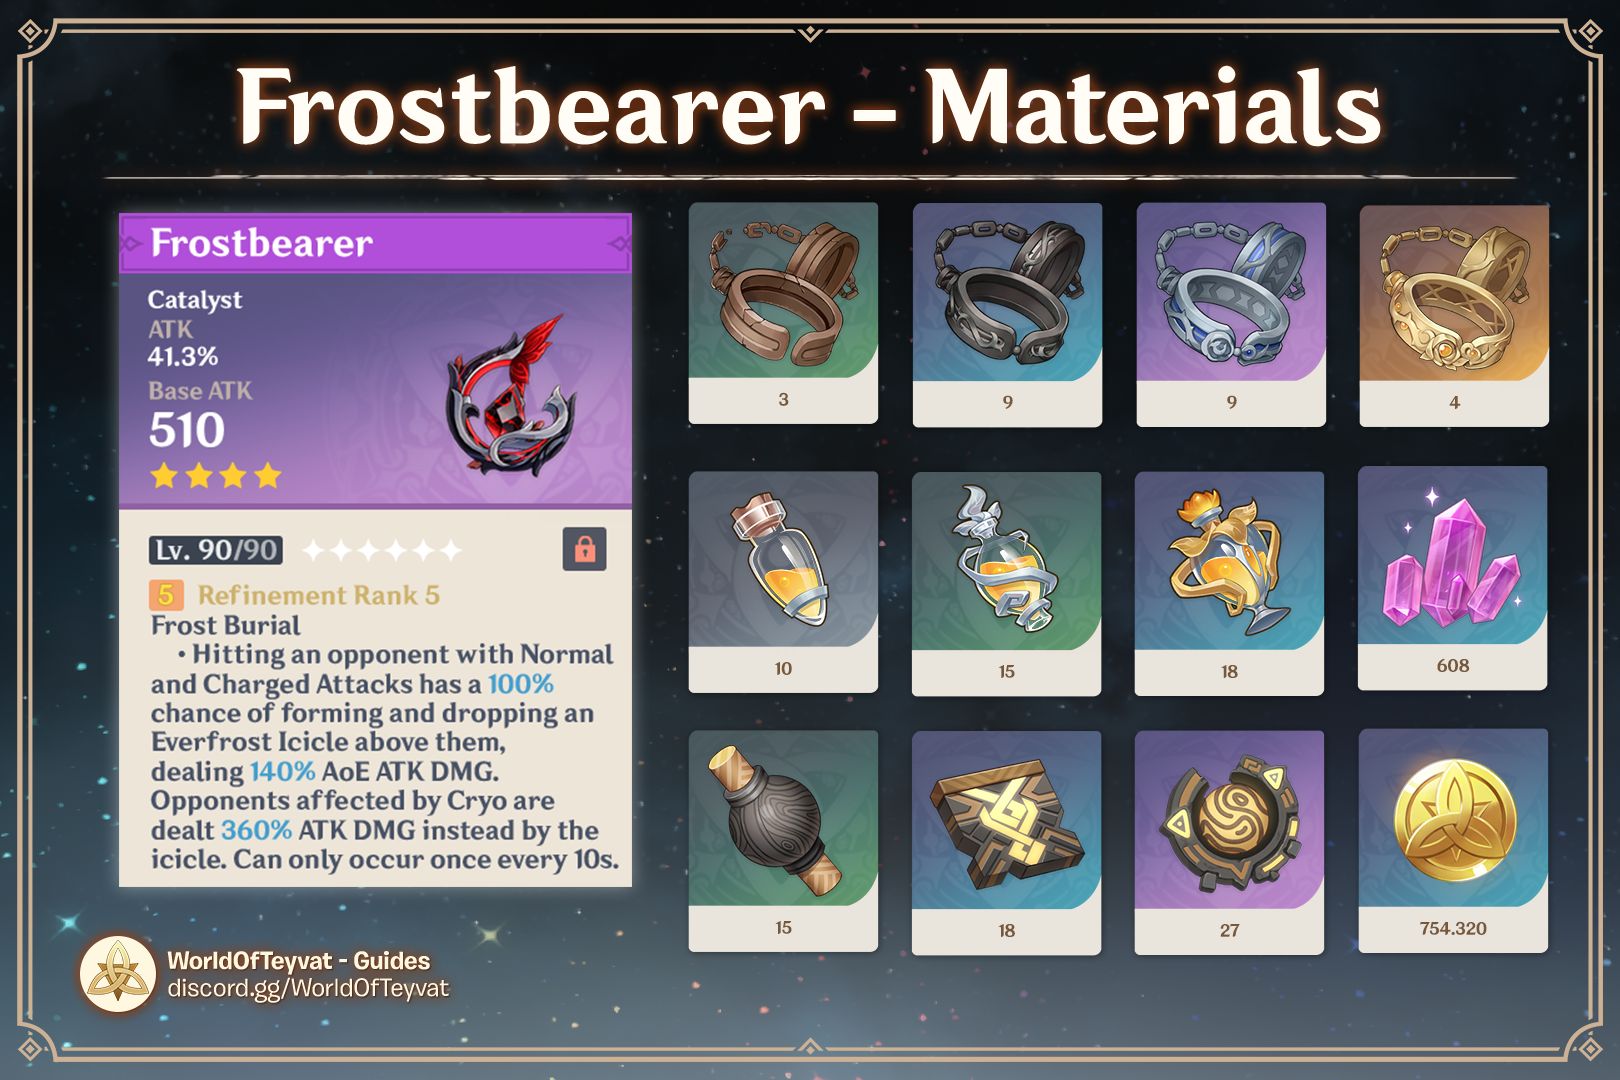 Frostbearer – Materials
Frostbearer
Catalyst
ATK
41.3%
Base ATK
510
Lv. 90/90
5 Refinement Rank 5
Frost Burial
• Hitting an opponent with Normal
and Charged Attacks has a 100%
chance of forming and dropping an
Everfrost Icicle above them,
dealing 140% AoE ATK DMG.
Opponents affected by Cryo are
dealt 360% ATK DMG instead by the
icicle. Can only occur once every 10s.
3
9
9
4
10
15
18
608
15
18
27
754.320
WorldOfTeyvat - Guides
discord.gg/WorldOfTeyvat